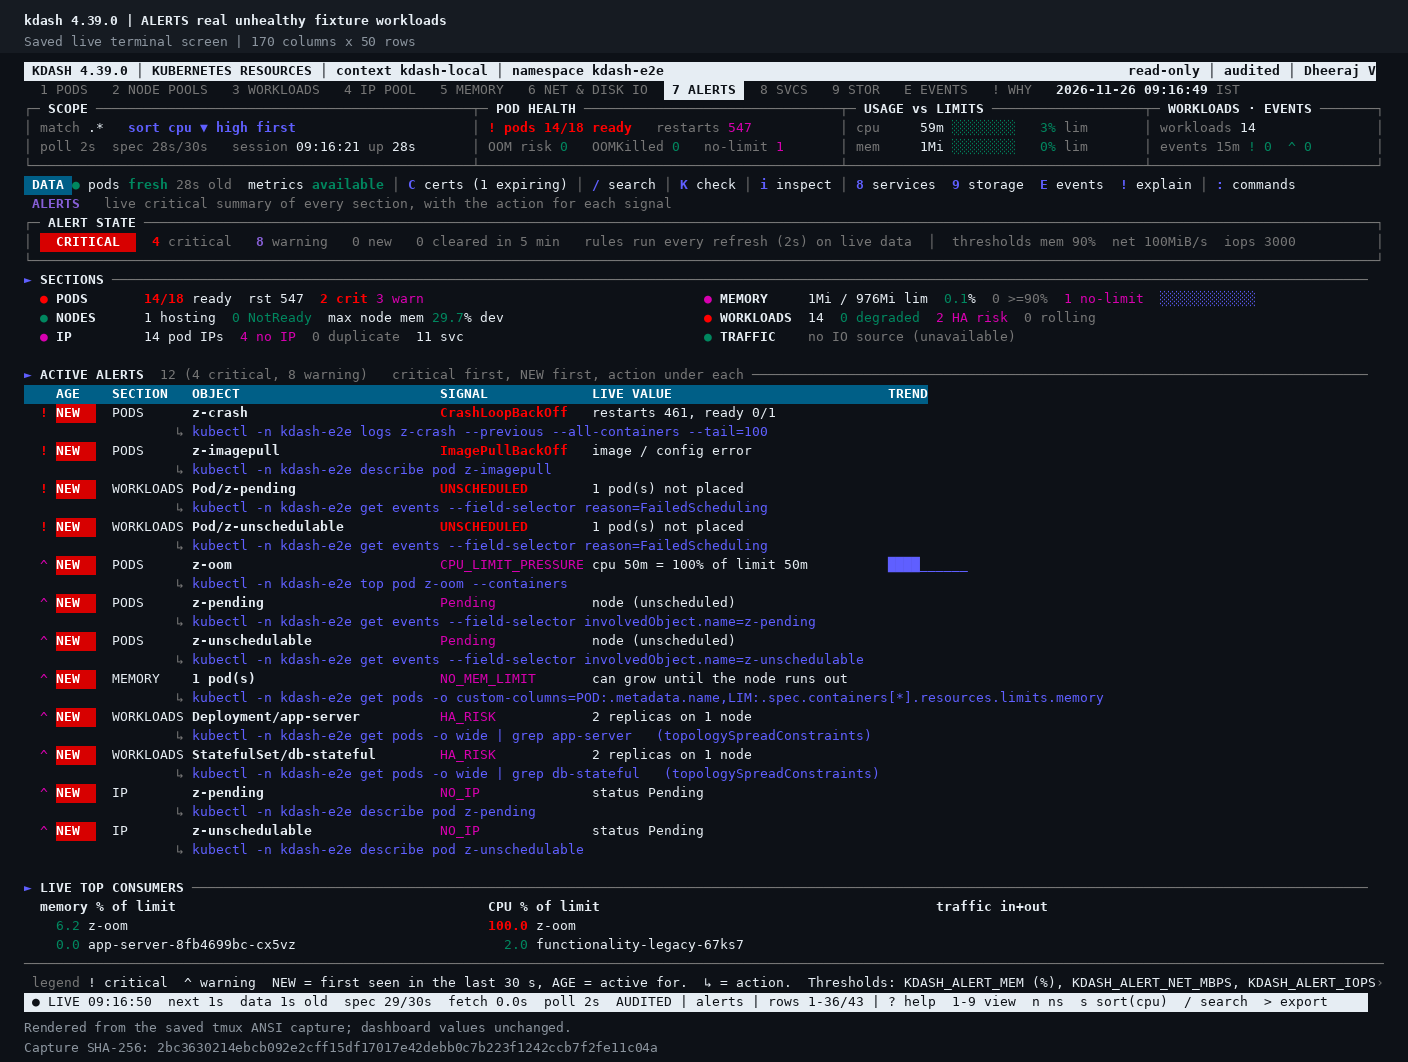 kdash 4.39.0 | ALERTS real unhealthy fixture workloads
Saved live terminal screen | 170 columns x 50 rows
KDASH 4.39.0 │ KUBERNETES RESOURCES │ context kdash-local │ namespace kdash-e2e read-only │ audited │ Dheeraj V
1 PODS 2 NODE POOLS 3 WORKLOADS 4 IP POOL 5 MEMORY 6 NET & DISK IO 7 ALERTS 8 SVCS 9 STOR E EVENTS ! WHY 2026-11-26 09:16:49 IST
SCOPE POD HEALTH USAGE vs LIMITS WORKLOADS · EVENTS
match .* sort cpu ▼ high first │ ! pods 14/18 ready restarts 547 │ cpu 59m ░░░░░░░░ 3% lim │ workloads 14
poll 2s spec 28s/30s session 09:16:21 up 28s │ OOM risk 0 OOMKilled 0 no-limit 1 │ mem 1Mi ░░░░░░░░ 0% lim │ events 15m ! 0 ^ 0
DATA ● pods fresh 28s old metrics available │ C certs (1 expiring) │ / search │ K check │ i inspect │ 8 services 9 storage E events ! explain │ : commands
ALERTS live critical summary of every section, with the action for each signal
ALERT STATE
CRITICAL 4 critical 8 warning 0 new 0 cleared in 5 min rules run every refresh (2s) on live data │ thresholds mem 90% net 100MiB/s iops 3000
► SECTIONS
● PODS 14/18 ready rst 547 2 crit 3 warn ● MEMORY 1Mi / 976Mi lim 0.1% 0 >=90% 1 no-limit ░░░░░░░░░░░░
● NODES 1 hosting 0 NotReady max node mem 29.7% dev ● WORKLOADS 14 0 degraded 2 HA risk 0 rolling
● IP 14 pod IPs 4 no IP 0 duplicate 11 svc ● TRAFFIC no IO source (unavailable)
► ACTIVE ALERTS 12 (4 critical, 8 warning) critical first, NEW first, action under each
AGE SECTION OBJECT SIGNAL LIVE VALUE TREND
! NEW PODS z-crash CrashLoopBackOff restarts 461, ready 0/1
↳ kubectl -n kdash-e2e logs z-crash --previous --all-containers --tail=100
! NEW PODS z-imagepull ImagePullBackOff image / config error
↳ kubectl -n kdash-e2e describe pod z-imagepull
! NEW WORKLOADS Pod/z-pending UNSCHEDULED 1 pod(s) not placed
↳ kubectl -n kdash-e2e get events --field-selector reason=FailedScheduling
! NEW WORKLOADS Pod/z-unschedulable UNSCHEDULED 1 pod(s) not placed
↳ kubectl -n kdash-e2e get events --field-selector reason=FailedScheduling
^ NEW PODS z-oom CPU_LIMIT_PRESSURE cpu 50m = 100% of limit 50m ████______
↳ kubectl -n kdash-e2e top pod z-oom --containers
^ NEW PODS z-pending Pending node (unscheduled)
↳ kubectl -n kdash-e2e get events --field-selector involvedObject.name=z-pending
^ NEW PODS z-unschedulable Pending node (unscheduled)
↳ kubectl -n kdash-e2e get events --field-selector involvedObject.name=z-unschedulable
^ NEW MEMORY 1 pod(s) NO_MEM_LIMIT can grow until the node runs out
↳ kubectl -n kdash-e2e get pods -o custom-columns=POD:.metadata.name,LIM:.spec.containers[*].resources.limits.memory
^ NEW WORKLOADS Deployment/app-server HA_RISK 2 replicas on 1 node
↳ kubectl -n kdash-e2e get pods -o wide | grep app-server (topologySpreadConstraints)
^ NEW WORKLOADS StatefulSet/db-stateful HA_RISK 2 replicas on 1 node
↳ kubectl -n kdash-e2e get pods -o wide | grep db-stateful (topologySpreadConstraints)
^ NEW IP z-pending NO_IP status Pending
↳ kubectl -n kdash-e2e describe pod z-pending
^ NEW IP z-unschedulable NO_IP status Pending
↳ kubectl -n kdash-e2e describe pod z-unschedulable
► LIVE TOP CONSUMERS
memory % of limit CPU % of limit traffic in+out
6.2 z-oom 100.0 z-oom
0.0 app-server-8fb4699bc-cx5vz 2.0 functionality-legacy-67ks7
legend ! critical ^ warning NEW = first seen in the last 30 s, AGE = active for. ↳ = action. Thresholds: KDASH_ALERT_MEM (%), KDASH_ALERT_NET_MBPS, KDASH_ALERT_IOPS›
● LIVE 09:16:50 next 1s data 1s old spec 29/30s fetch 0.0s poll 2s AUDITED | alerts | rows 1-36/43 | ? help 1-9 view n ns s sort(cpu) / search > export
Rendered from the saved tmux ANSI capture; dashboard values unchanged.
Capture SHA-256: 2bc3630214ebcb092e2cff15df17017e42debb0c7b223f1242ccb7f2fe11c04a